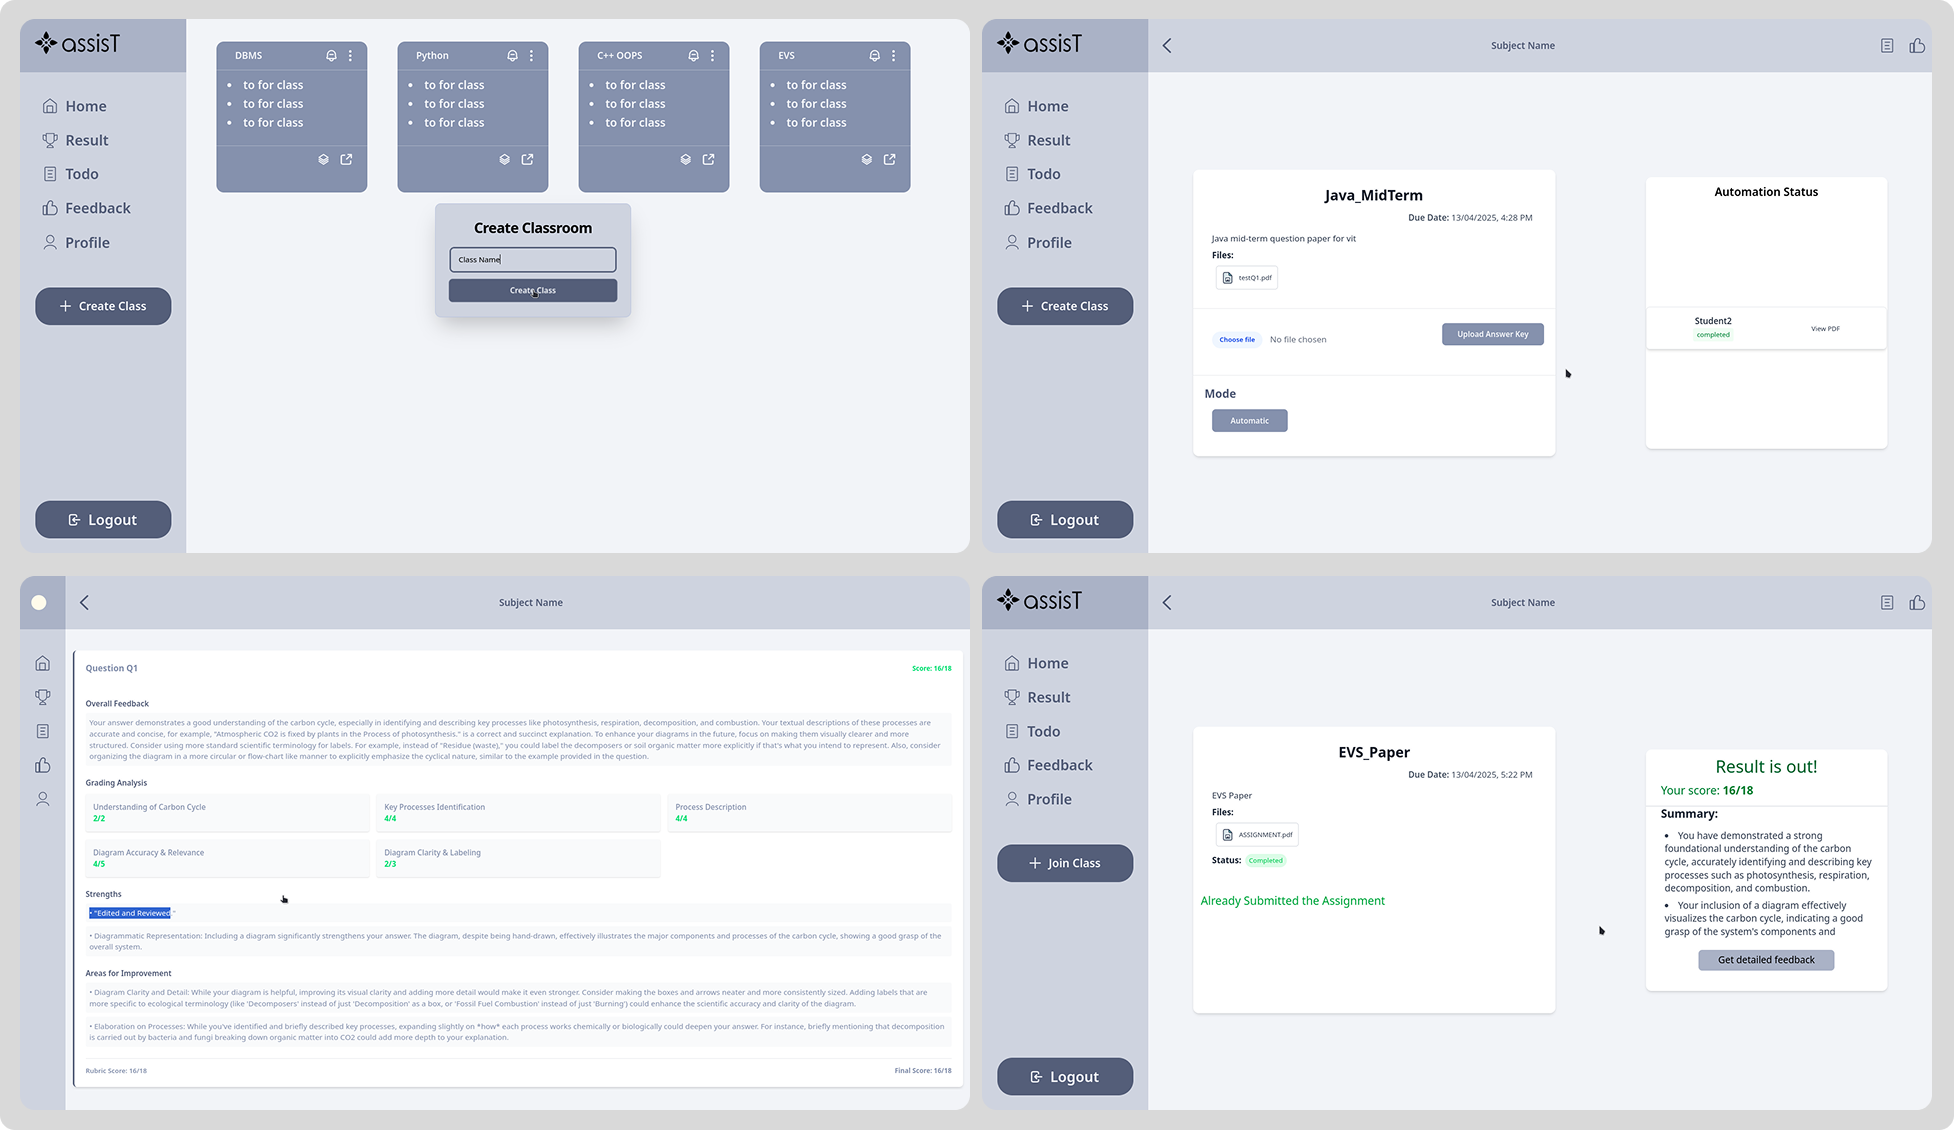 assisT
Home
Result
Todo
Feedback
Profile
+ Create Class
Logout
DBMS
• to for class
• to for class
• to for class
Python
• to for class
• to for class
• to for class
C++ OOPS
• to for class
• to for class
• to for class
EVS
• to for class
• to for class
• to for class
Create Classroom
Class Name
Create Class
assisT
Subject Name
Home
Result
Todo
Feedback
Profile
+ Create Class
Logout
Java_MidTerm
Due Date: 13/04/2025, 4:28 PM
Java mid-term question paper for vit
Files:
testQ1.pdf
Choose file No file chosen
Upload Answer Key
Mode
Automatic
Automation Status
Student2
completed
View PDF
Subject Name
Question Q1
Score: 16/18
Overall Feedback
Your answer demonstrates a good understanding of the carbon cycle, especially in identifying and describing key processes like photosynthesis, respiration, decomposition, and combustion. Your textual descriptions of these processes are
accurate and concise, for example, "Atmospheric CO2 is fixed by plants in the Process of photosynthesis." is a correct and succinct explanation. To enhance your diagrams in the future, focus on making them visually clearer and more
structured. Consider using more standard scientific terminology for labels. For example, instead of "Residue (waste)," you could label the decomposers or soil organic matter more explicitly if that's what you intend to represent. Also, consider
organizing the diagram in a more circular or flow-chart like manner to explicitly emphasize the cyclical nature, similar to the example provided in the question.
Grading Analysis
Understanding of Carbon Cycle
2/2
Key Processes Identification
4/4
Process Description
4/4
Diagram Accuracy & Relevance
4/5
Diagram Clarity & Labeling
2/3
Strengths
• "Edited and Reviewed "
• Diagrammatic Representation: Including a diagram significantly strengthens your answer. The diagram, despite being hand-drawn, effectively illustrates the major components and processes of the carbon cycle, showing a good grasp of the
overall system.
Areas for Improvement
• Diagram Clarity and Detail: While your diagram is helpful, improving its visual clarity and adding more detail would make it even stronger. Consider making the boxes and arrows neater and more consistently sized. Adding labels that are
more specific to ecological terminology (like 'Decomposers' instead of just 'Decomposition' as a box, or 'Fossil Fuel Combustion' instead of just 'Burning') could enhance the scientific accuracy and clarity of the diagram.
• Elaboration on Processes: While you've identified and briefly described key processes, expanding slightly on *how* each process works chemically or biologically could deepen your answer. For instance, briefly mentioning that decomposition
is carried out by bacteria and fungi breaking down organic matter into CO2 could add more depth to your explanation.
Rubric Score: 16/18
Final Score: 16/18
assisT
Subject Name
Home
Result
Todo
Feedback
Profile
+ Join Class
Logout
EVS_Paper
Due Date: 13/04/2025, 5:22 PM
EVS Paper
Files:
ASSIGNMENT.pdf
Status: Completed
Already Submitted the Assignment
Result is out!
Your score: 16/18
Summary:
• You have demonstrated a strong
foundational understanding of the carbon
cycle, accurately identifying and describing key
processes such as photosynthesis, respiration,
decomposition, and combustion.
• Your inclusion of a diagram effectively
visualizes the carbon cycle, indicating a good
grasp of the system's components and
Get detailed feedback